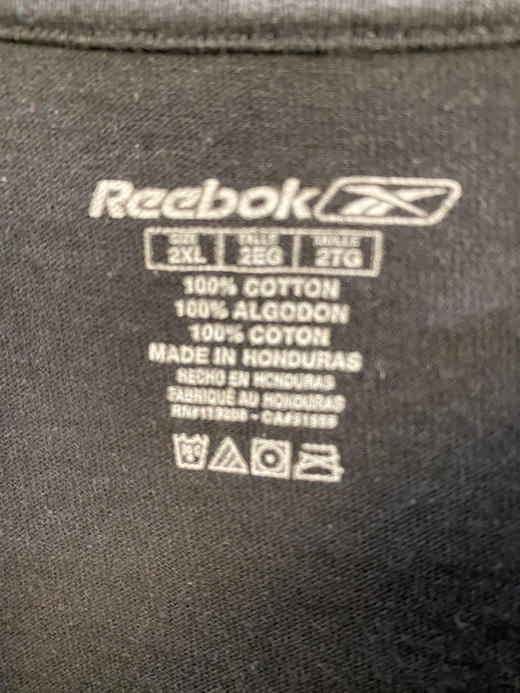 Reebok
SIZE TALLE TAILLE
2XL 2EG 2TG
100% COTTON
100% ALGODON
100% COTON
MADE IN HONDURAS
HECHO EN HONDURAS
FABRIQUÉ AU HONDURAS